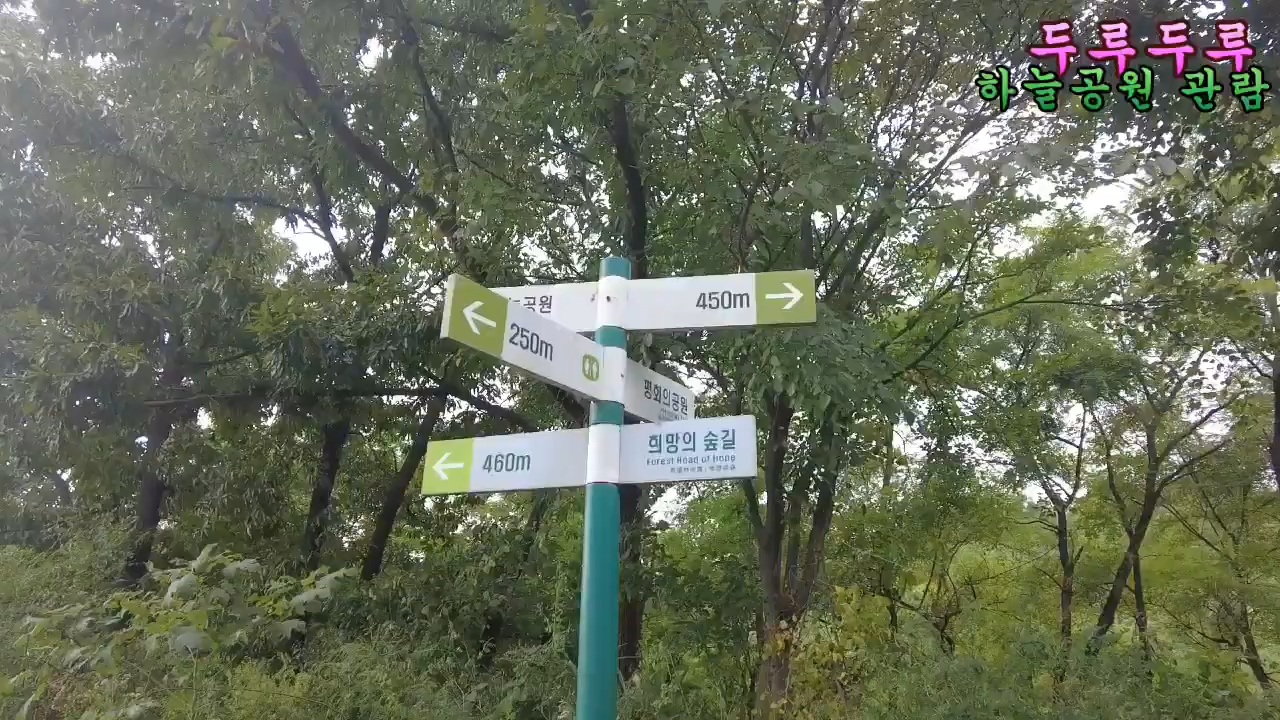 두루두루
하늘공원 관람
공원
450m
250m
평화의공원
460m
희망의 숲길
Forest Road of Hope